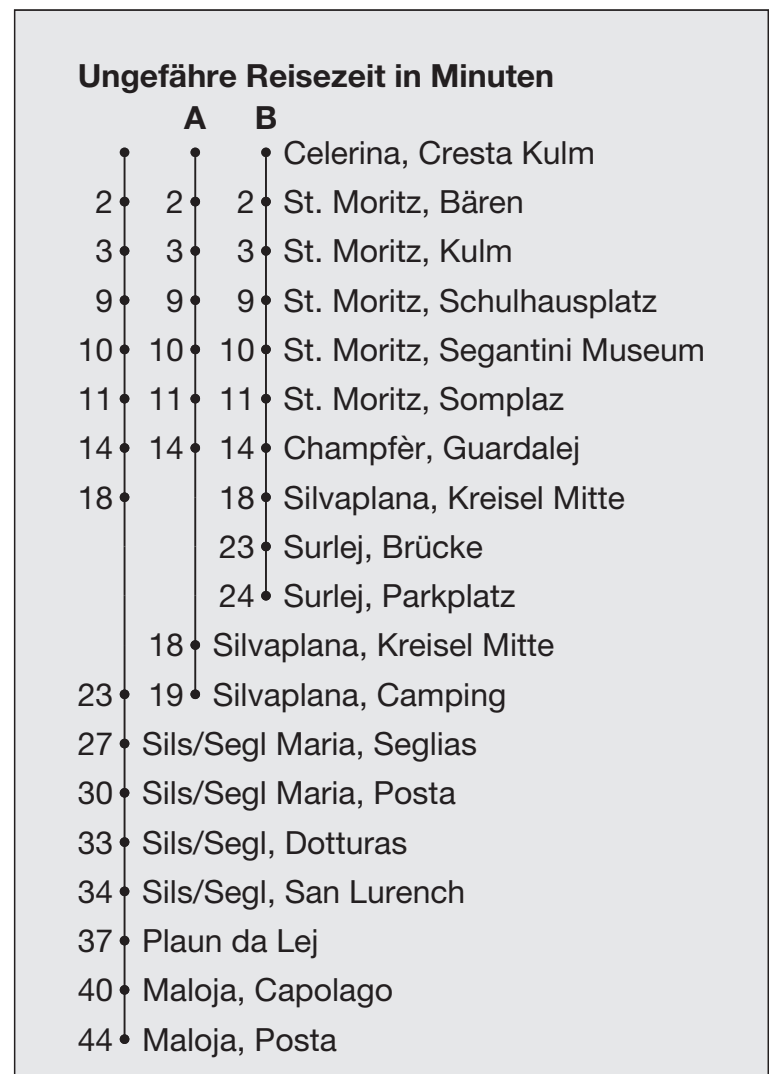 Ungefähre Reisezeit in Minuten
A B
Celerina, Cresta Kulm
2 2 2 St. Moritz, Bären
3 3 3 St. Moritz, Kulm
9 9 9 St. Moritz, Schulhausplatz
10 10 10 St. Moritz, Segantini Museum
11 11 11 St. Moritz, Somplaz
14 14 14 Champfèr, Guardalej
18 18 Silvaplana, Kreisel Mitte
23 Surlej, Brücke
24 Surlej, Parkplatz
18 Silvaplana, Kreisel Mitte
23 19 Silvaplana, Camping
27 Sils/Segl Maria, Seglias
30 Sils/Segl Maria, Posta
33 Sils/Segl, Dotturas
34 Sils/Segl, San Lurench
37 Plaun da Lej
40 Maloja, Capolago
44 Maloja, Posta